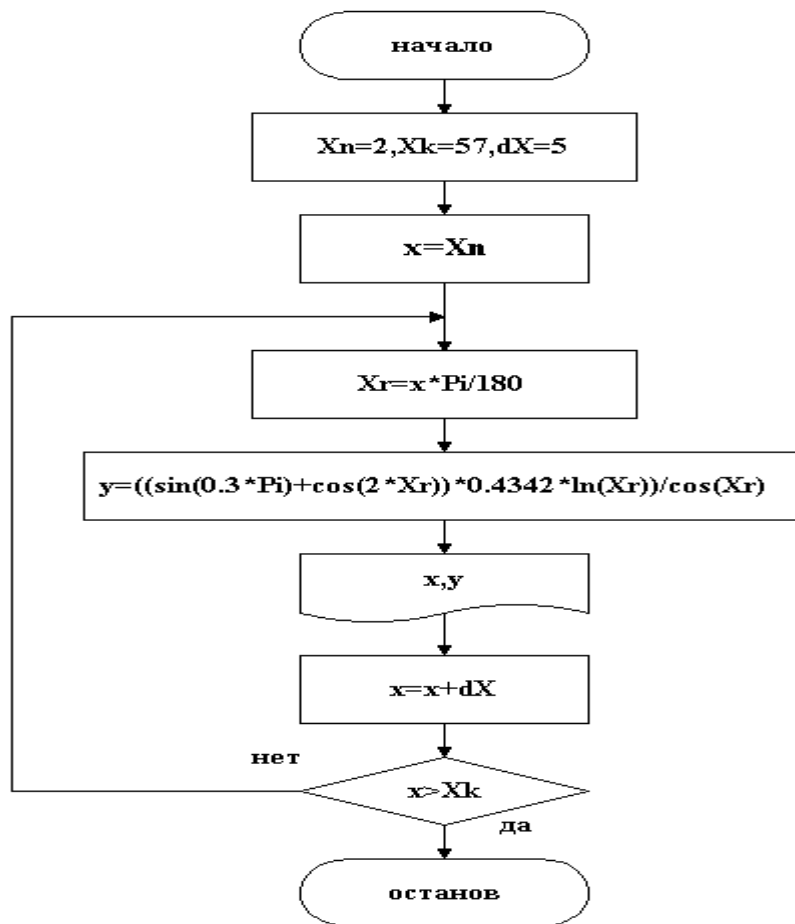 начало
Xn=2,Xk=57,dX=5
x=Xn
Xr=x*Pi/180
y=((sin(0.3*Pi)+cos(2*Xr))*0.4342*ln(Xr))/cos(Xr)
x,y
x=x+dX
нет
x>Xk
да
останов